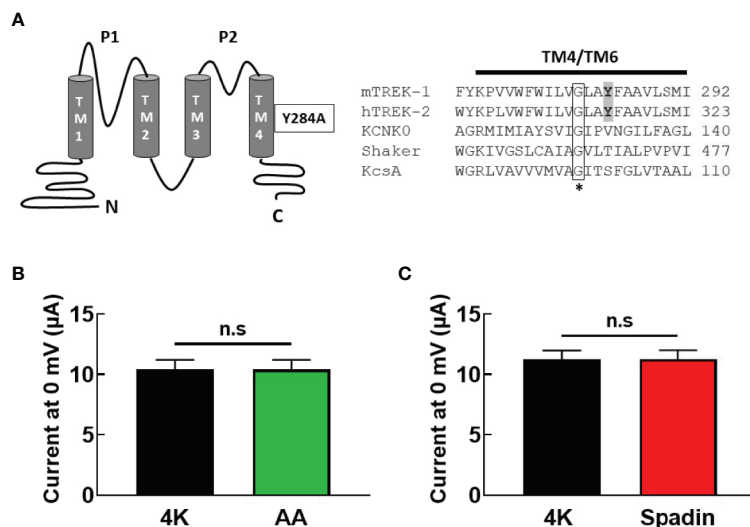 A
P1
P2
TM1
TM2
TM3
TM4
Y284A
N
C
TM4/TM6
mTREK-1 FYKPVVWFWILVGLAYFAAVLSMI 292
hTREK-2 WYKPLVWFWILVGLAYFAAVLSMI 323
KCNK0 AGRMIMIAYSVIGIPVNGILFAGL 140
Shaker WGKIVGSLCAIAGVLTIALPVPVI 477
KcsA WGRLVAVVVMVAGITSFGLVTAAL 110
*
B
Current at 0 mV (µA)
15
10
5
0
n.s
4K
AA
C
Current at 0 mV (µA)
15
10
5
0
n.s
4K
Spadin